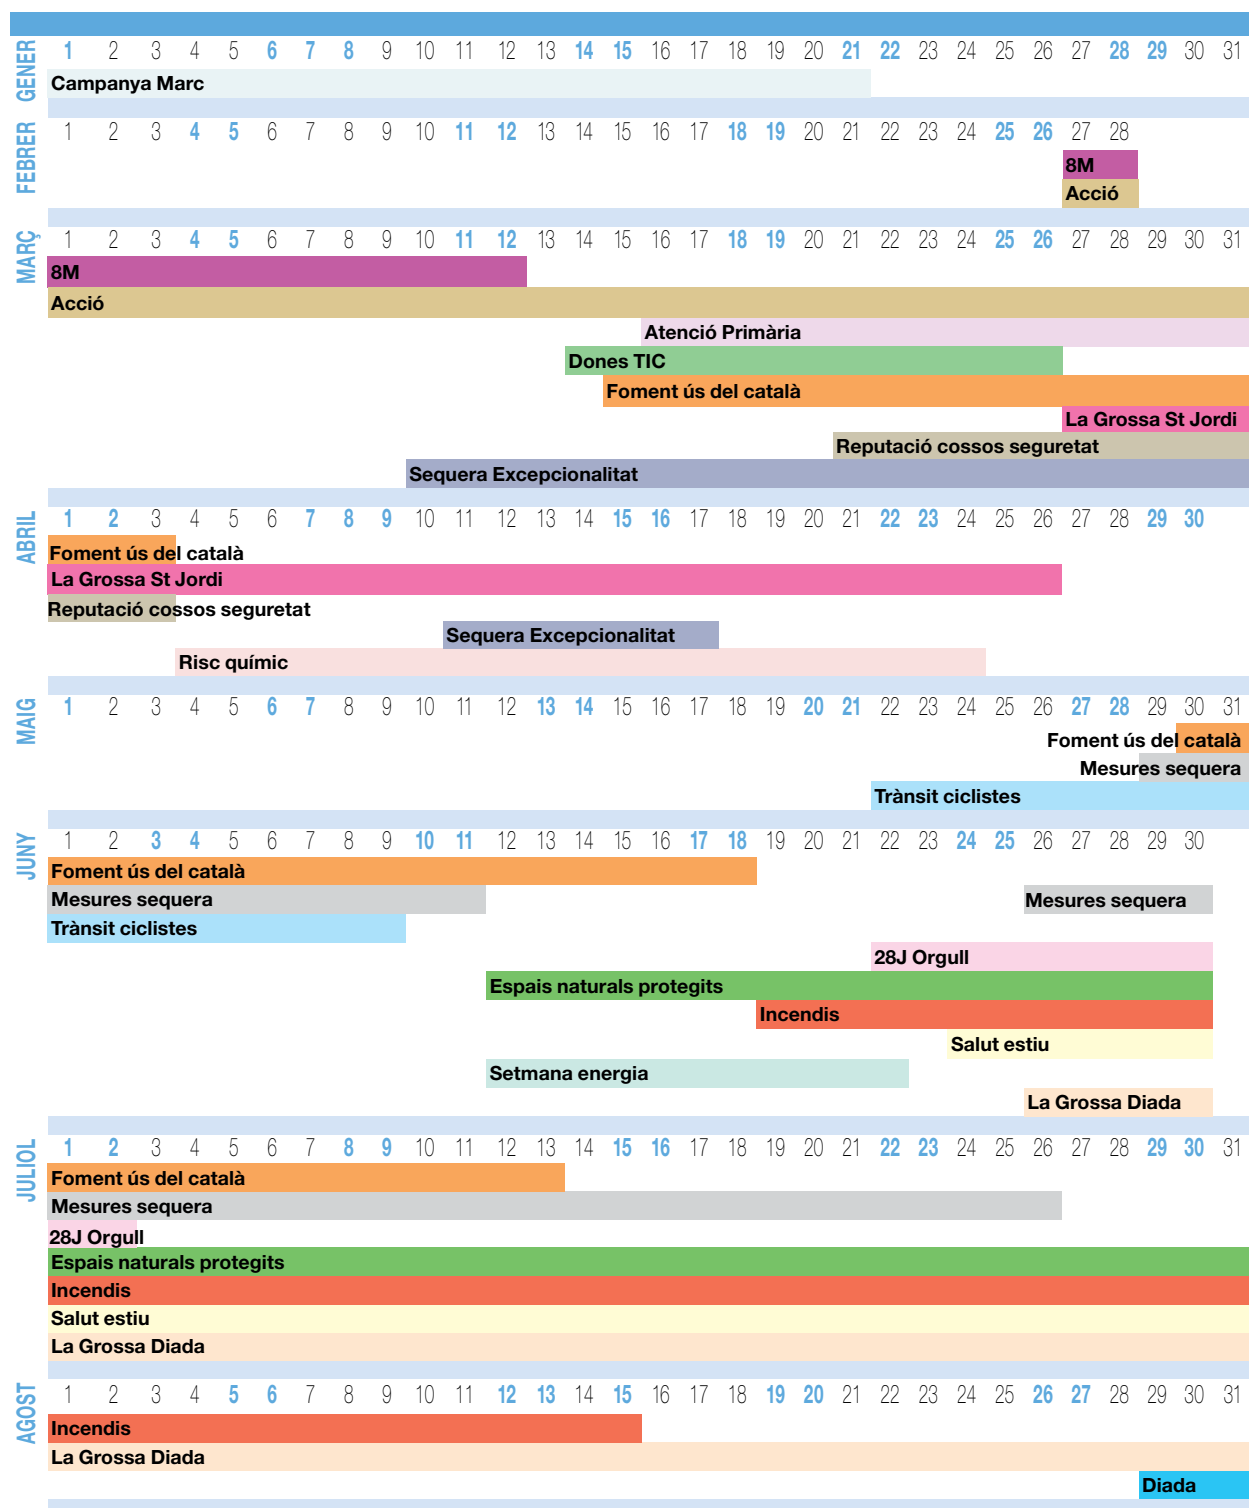 GENER
1 2 3 4 5 6 7 8 9 10 11 12 13 14 15 16 17 18 19 20 21 22 23 24 25 26 27 28 29 30 31
Campanya Marc
FEBRER
1 2 3 4 5 6 7 8 9 10 11 12 13 14 15 16 17 18 19 20 21 22 23 24 25 26 27 28
8M
Acció
MARÇ
1 2 3 4 5 6 7 8 9 10 11 12 13 14 15 16 17 18 19 20 21 22 23 24 25 26 27 28 29 30 31
8M
Acció
Atenció Primària
Dones TIC
Foment ús del català
La Grossa St Jordi
Reputació cossos seguretat
Sequera Excepcionalitat
ABRIL
1 2 3 4 5 6 7 8 9 10 11 12 13 14 15 16 17 18 19 20 21 22 23 24 25 26 27 28 29 30
Foment ús del català
La Grossa St Jordi
Reputació cossos seguretat
Sequera Excepcionalitat
Risc químic
MAIG
1 2 3 4 5 6 7 8 9 10 11 12 13 14 15 16 17 18 19 20 21 22 23 24 25 26 27 28 29 30 31
Foment ús del català
Mesures sequera
Trànsit ciclistes
JUNY
1 2 3 4 5 6 7 8 9 10 11 12 13 14 15 16 17 18 19 20 21 22 23 24 25 26 27 28 29 30
Foment ús del català
Mesures sequera Mesures sequera
Trànsit ciclistes
28J Orgull
Espais naturals protegits
Incendis
Salut estiu
Setmana energia
La Grossa Diada
JULIOL
1 2 3 4 5 6 7 8 9 10 11 12 13 14 15 16 17 18 19 20 21 22 23 24 25 26 27 28 29 30 31
Foment ús del català
Mesures sequera
28J Orgull
Espais naturals protegits
Incendis
Salut estiu
La Grossa Diada
AGOST
1 2 3 4 5 6 7 8 9 10 11 12 13 14 15 16 17 18 19 20 21 22 23 24 25 26 27 28 29 30 31
Incendis
La Grossa Diada
Diada